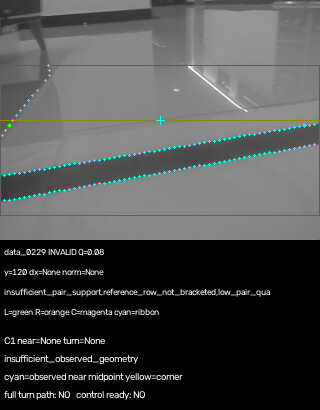 data_0229 INVALID Q=0.08
y=120 dx=None norm=None
insufficient_pair_support,reference_row_not_bracketed,low_pair_qua
L=green R=orange C=magenta cyan=ribbon
C1 near=None turn=None
insufficient_observed_geometry
cyan=observed near midpoint yellow=corner
full turn path: NO control ready: NO